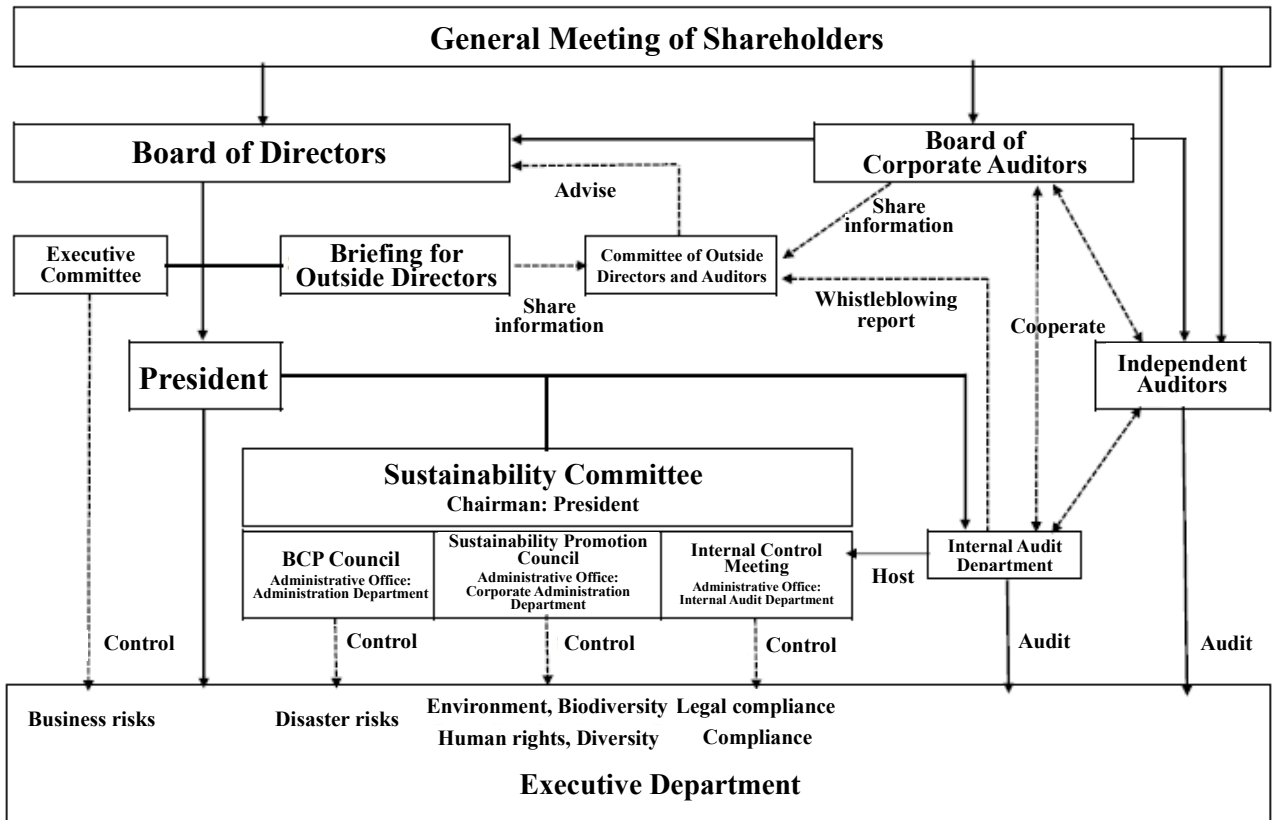 General Meeting of Shareholders
Board of Directors
Board of
Corporate Auditors
Advise
Share
information
Executive
Committee
Briefing for
Outside Directors
Committee of Outside
Directors and Auditors
Share
information
Whistleblowing
report
Cooperate
President
Independent
Auditors
Sustainability Committee
Chairman: President
BCP Council
Administrative Office:
Administration Department
Sustainability Promotion
Council
Administrative Office:
Corporate Administration
Department
Internal Control
Meeting
Administrative Office:
Internal Audit Department
Host
Internal Audit
Department
Control
Control
Control
Control
Audit
Audit
Business risks
Disaster risks
Environment, Biodiversity
Human rights, Diversity
Legal compliance
Compliance
Executive Department